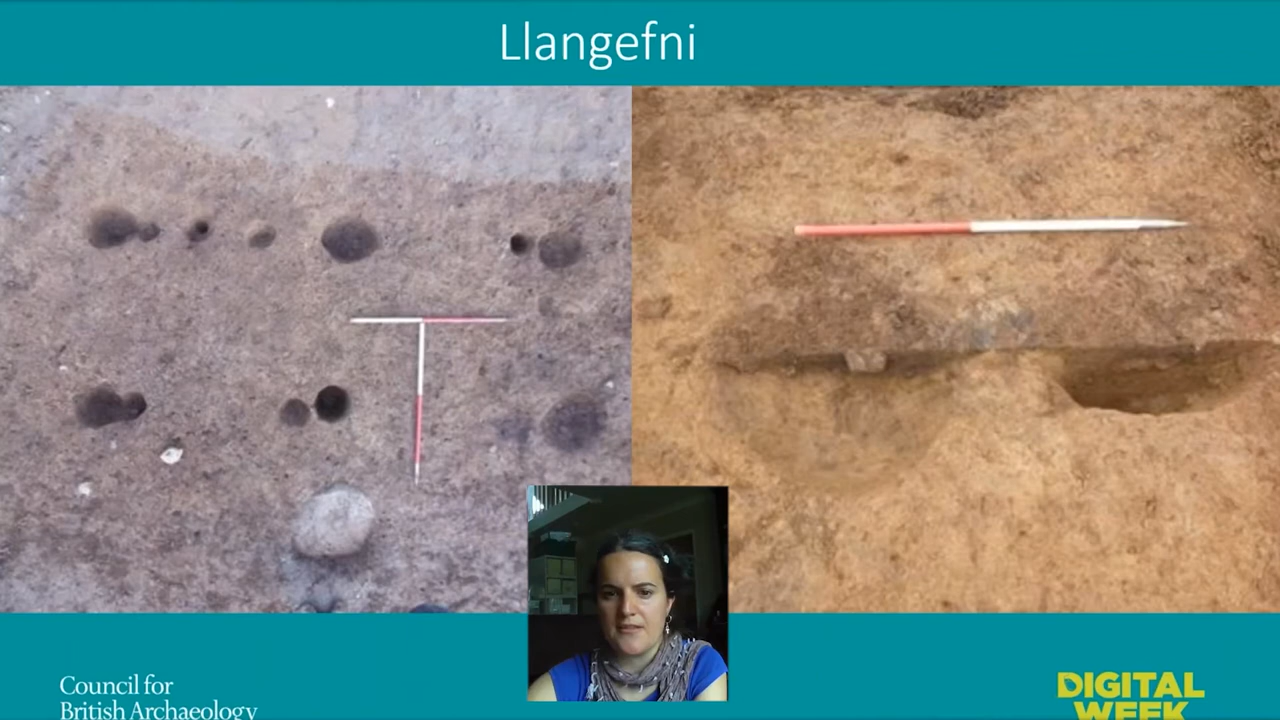 Llangefni
Council for
British Archaeology
DIGITAL
WEEK